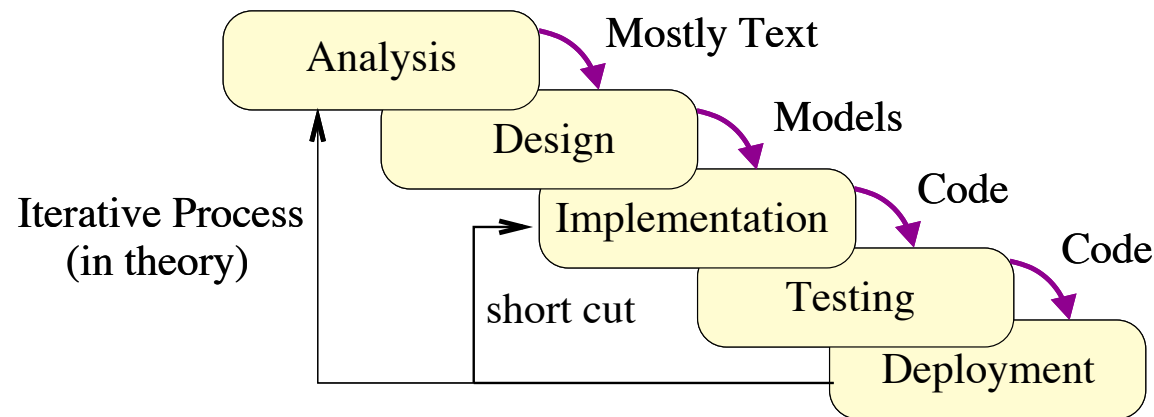 Analysis
Mostly Text
Design
Models
Implementation
Code
Iterative Process
(in theory)
Testing
Code
short cut
Deployment